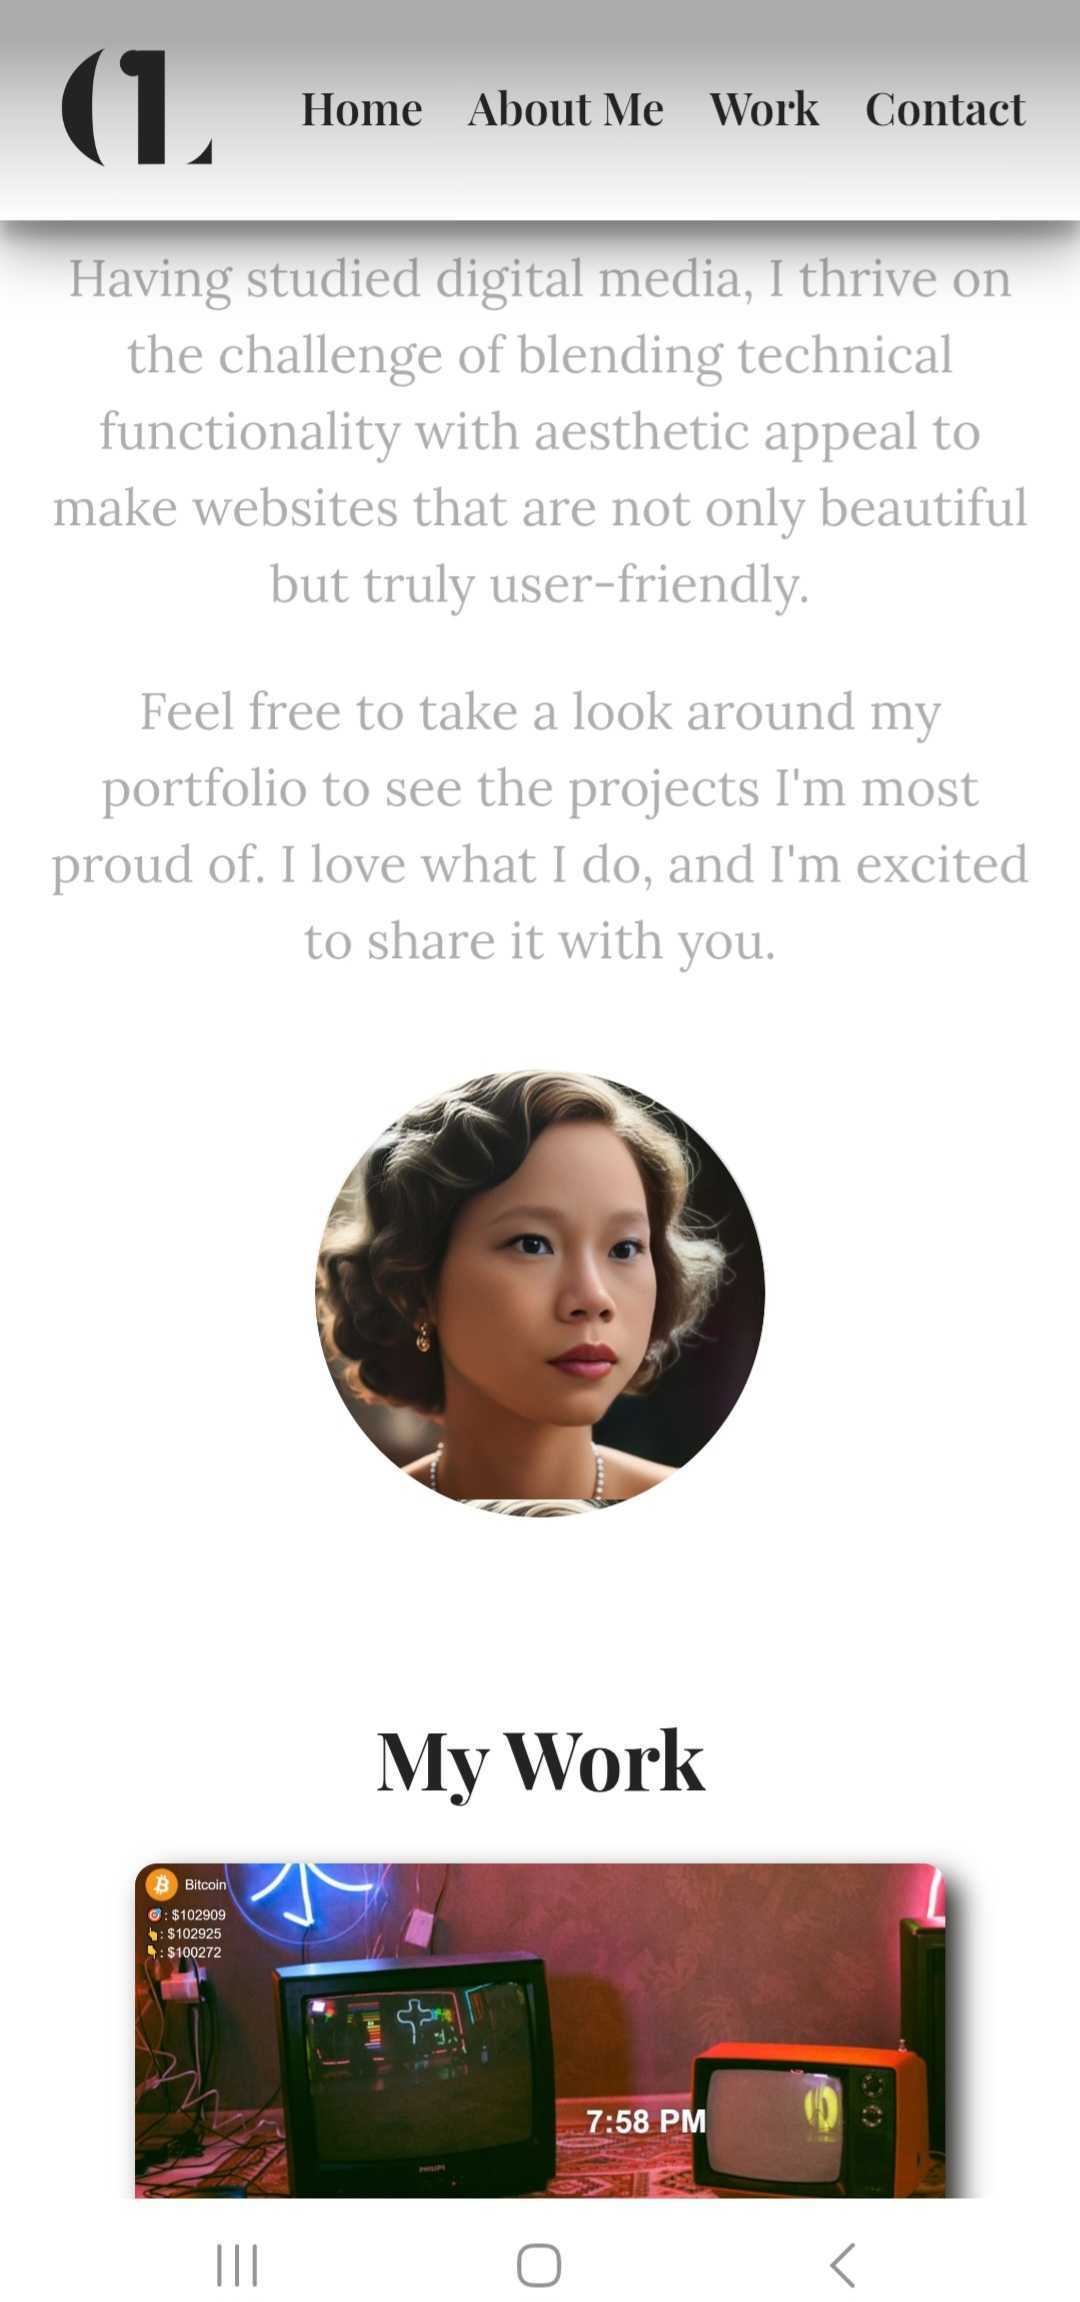 CL
Home About Me Work Contact
Having studied digital media, I thrive on
the challenge of blending technical
functionality with aesthetic appeal to
make websites that are not only beautiful
but truly user-friendly.
Feel free to take a look around my
portfolio to see the projects I'm most
proud of. I love what I do, and I'm excited
to share it with you.
My Work
Bitcoin
🎯: $102909
👆: $102925
👇: $100272
7:58 PM
PHILIPS